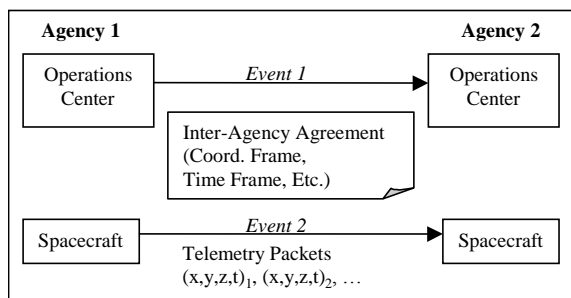 Agency 1
Agency 2
Operations
Center
Event 1
Operations
Center
Inter-Agency Agreement
(Coord. Frame,
Time Frame, Etc.)
Spacecraft
Event 2
Spacecraft
Telemetry Packets
(x,y,z,t)1, (x,y,z,t)2, …